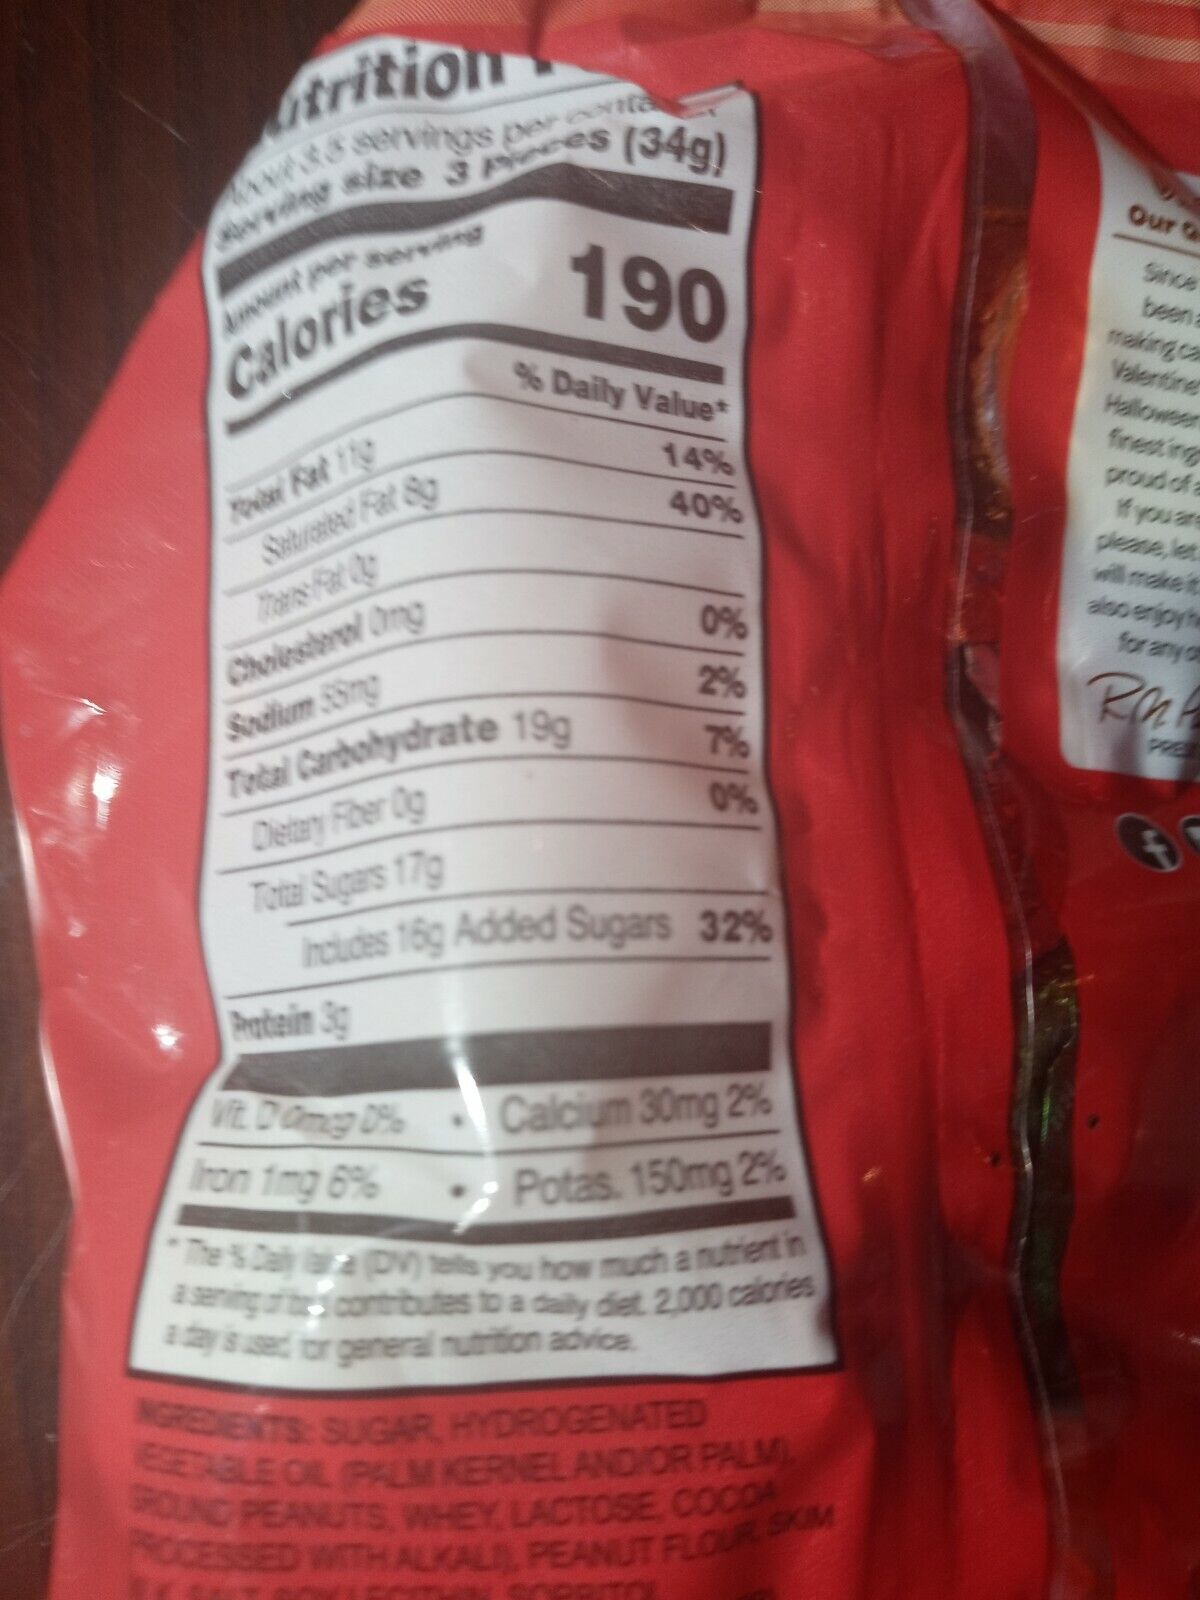 utrition
About 3.5 servings per
Serving size 3 pieces (34g)
Amount per serving
Calories 190
% Daily Value*
Total Fat 11g 14%
Saturated Fat 8g 40%
Trans Fat 0g
Cholesterol 0mg 0%
Sodium 55mg 2%
Total Carbohydrate 19g 7%
Dietary Fiber 0g 0%
Total Sugars 17g
Includes 16g Added Sugars 32%
Protein 3g
Vit. D 0mcg 0% • Calcium 30mg 2%
Iron 1mg 6% • Potas. 150mg 2%
* The % Daily (DV) tells you how much a nutrient in
a serving of contributes to a daily diet. 2,000 calories
a day is used for general nutrition advice.
INGREDIENTS: SUGAR, HYDROGENATED
VEGETABLE OIL (PALM KERNEL AND/OR PALM),
GROUND PEANUTS, WHEY, LACTOSE, COCOA
PROCESSED WITH ALKALI), PEANUT FLOUR, SKIM
SALT, SOY LECITHIN, SORBITOL
Our
Since
been
making
Valentine
Halloween
finest
proud of
If you
please,
will make
also enjoy
for any
f